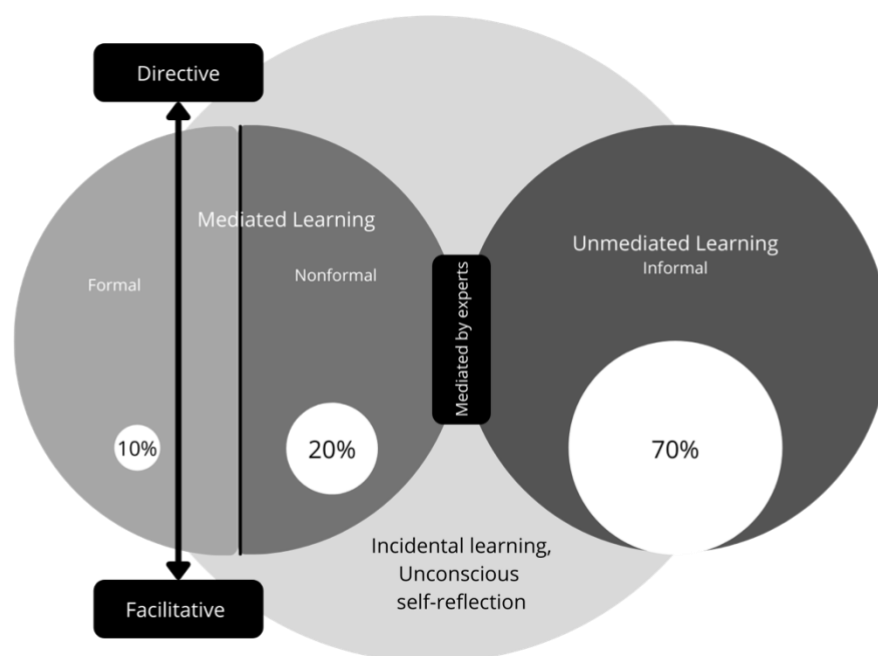 Directive
Mediated Learning
Formal
Nonformal
10%
20%
Facilitative
Mediated by experts
Unmediated Learning
Informal
70%
Incidental learning,
Unconscious
self-reflection